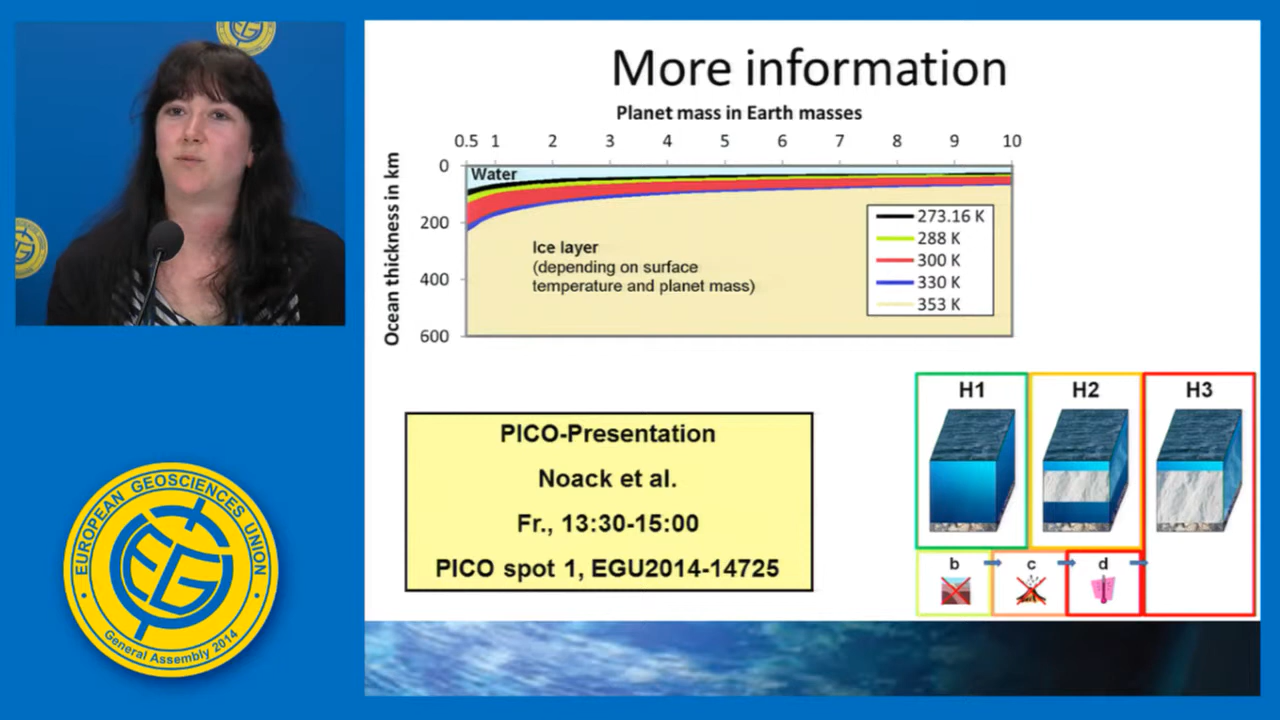 More information
Planet mass in Earth masses
0.5 1 2 3 4 5 6 7 8 9 10
Ocean thickness in km
0
200
400
600
Water
Ice layer
(depending on surface
temperature and planet mass)
273.16 K
288 K
300 K
330 K
353 K
PICO-Presentation
Noack et al.
Fr., 13:30-15:00
PICO spot 1, EGU2014-14725
H1 H2 H3
b c d
EUROPEAN GEOSCIENCES UNION
EGU
General Assembly 2014